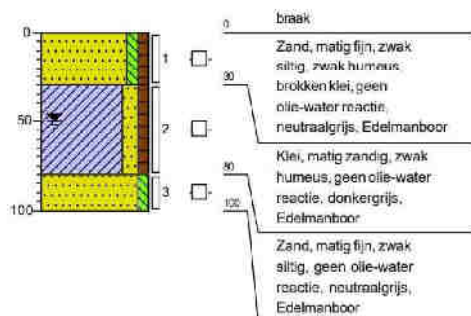 0
50
100
1
2
3
0
braak
Zand, matig fijn, zwak
siltig, zwak humeus,
brokken klei, geen
olie-water reactie,
neutraalgrijs, Edelmanboor
30
Klei, matig zandig, zwak
humeus, geen olie-water
reactie, donkergrijs,
Edelmanboor
80
Zand, matig fijn, zwak
siltig, geen olie-water
reactie, neutraalgrijs,
Edelmanboor
100